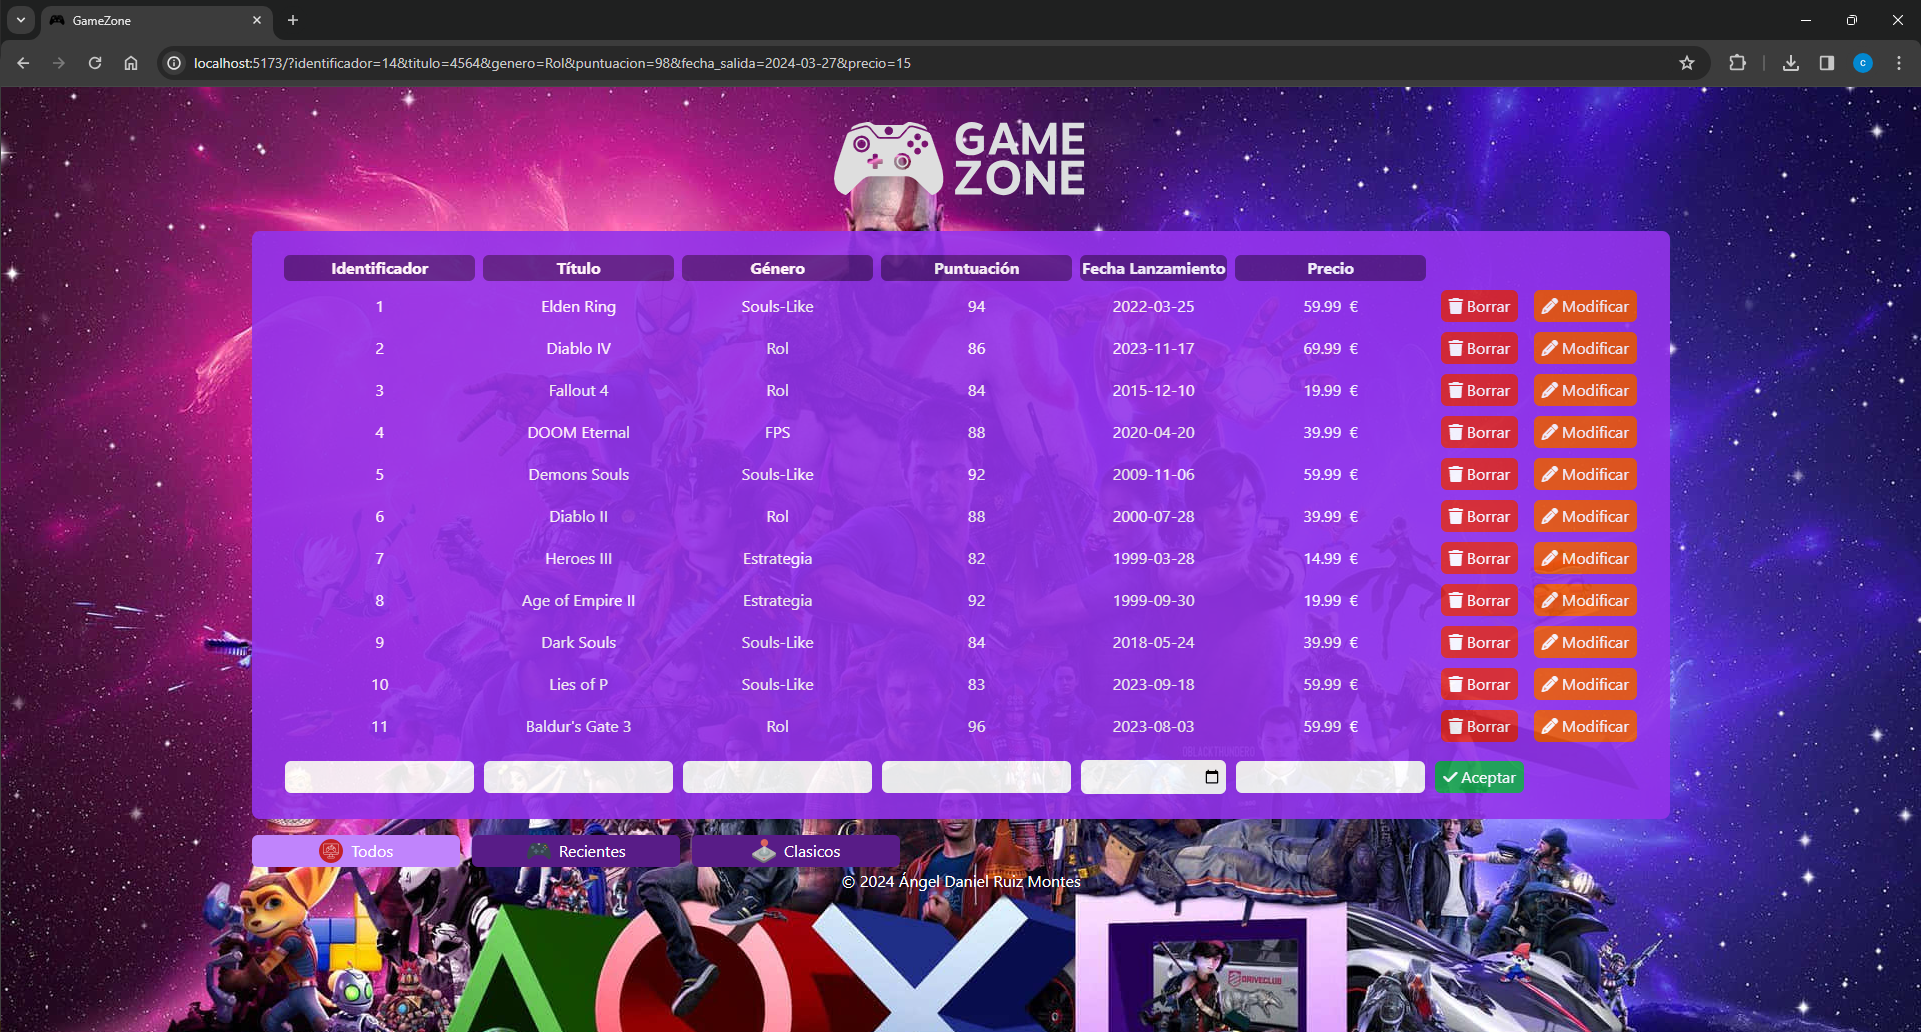 GameZone
localhost:5173/?identificador=14&titulo=4564&genero=Rol&puntuacion=98&fecha_salida=2024-03-27&precio=15
c
GAME
ZONE
Identificador Título Género Puntuación Fecha Lanzamiento Precio
1 Elden Ring Souls-Like 94 2022-03-25 59.99 € Borrar Modificar
2 Diablo IV Rol 86 2023-11-17 69.99 € Borrar Modificar
3 Fallout 4 Rol 84 2015-12-10 19.99 € Borrar Modificar
4 DOOM Eternal FPS 88 2020-04-20 39.99 € Borrar Modificar
5 Demons Souls Souls-Like 92 2009-11-06 59.99 € Borrar Modificar
6 Diablo II Rol 88 2000-07-28 39.99 € Borrar Modificar
7 Heroes III Estrategia 82 1999-03-28 14.99 € Borrar Modificar
8 Age of Empire II Estrategia 92 1999-09-30 19.99 € Borrar Modificar
9 Dark Souls Souls-Like 84 2018-05-24 39.99 € Borrar Modificar
10 Lies of P Souls-Like 83 2023-09-18 59.99 € Borrar Modificar
11 Baldur's Gate 3 Rol 96 2023-08-03 59.99 € Borrar Modificar
Aceptar
Todos Recientes Clasicos
© 2024 Ángel Daniel Ruiz Montes
DRIVECLUB